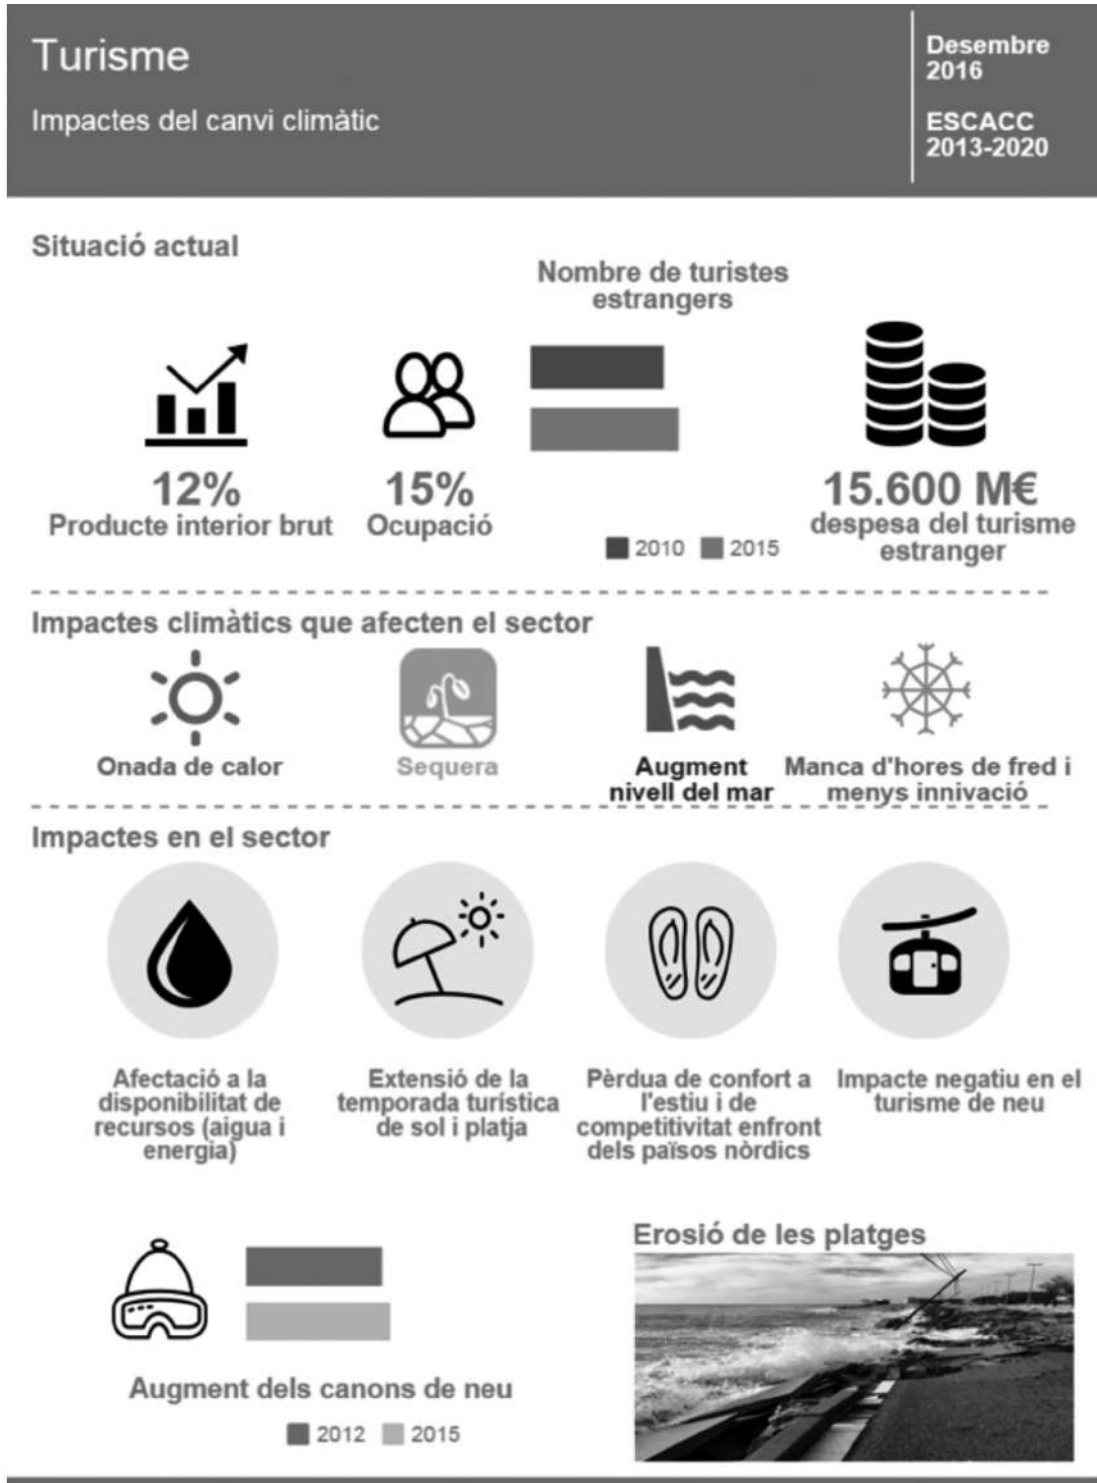 Turisme
Impactes del canvi climàtic
Desembre
2016
ESCACC
2013-2020
Situació actual
Nombre de turistes
estrangers
12%
Producte interior brut
15%
Ocupació
2010 2015
15.600 M€
despesa del turisme
estranger
Impactes climàtics que afecten el sector
Onada de calor
Sequera
Augment
nivell del mar
Manca d'hores de fred i
menys innivació
Impactes en el sector
Afectació a la
disponibilitat de
recursos (aigua i
energia)
Extensió de la
temporada turística
de sol i platja
Pèrdua de confort a
l'estiu i de
competitivitat enfront
dels països nòrdics
Impacte negatiu en el
turisme de neu
Augment dels canons de neu
2012 2015
Erosió de les platges